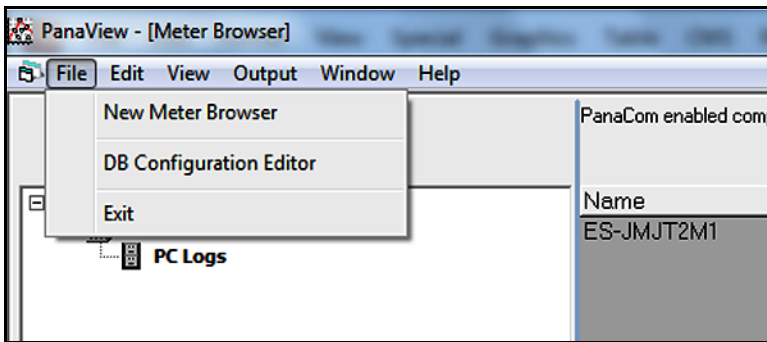 PanaView - [Meter Browser]
File Edit View Output Window Help
New Meter Browser
DB Configuration Editor
Exit
PC Logs
PanaCom enabled com
Name
ES-JMJT2M1